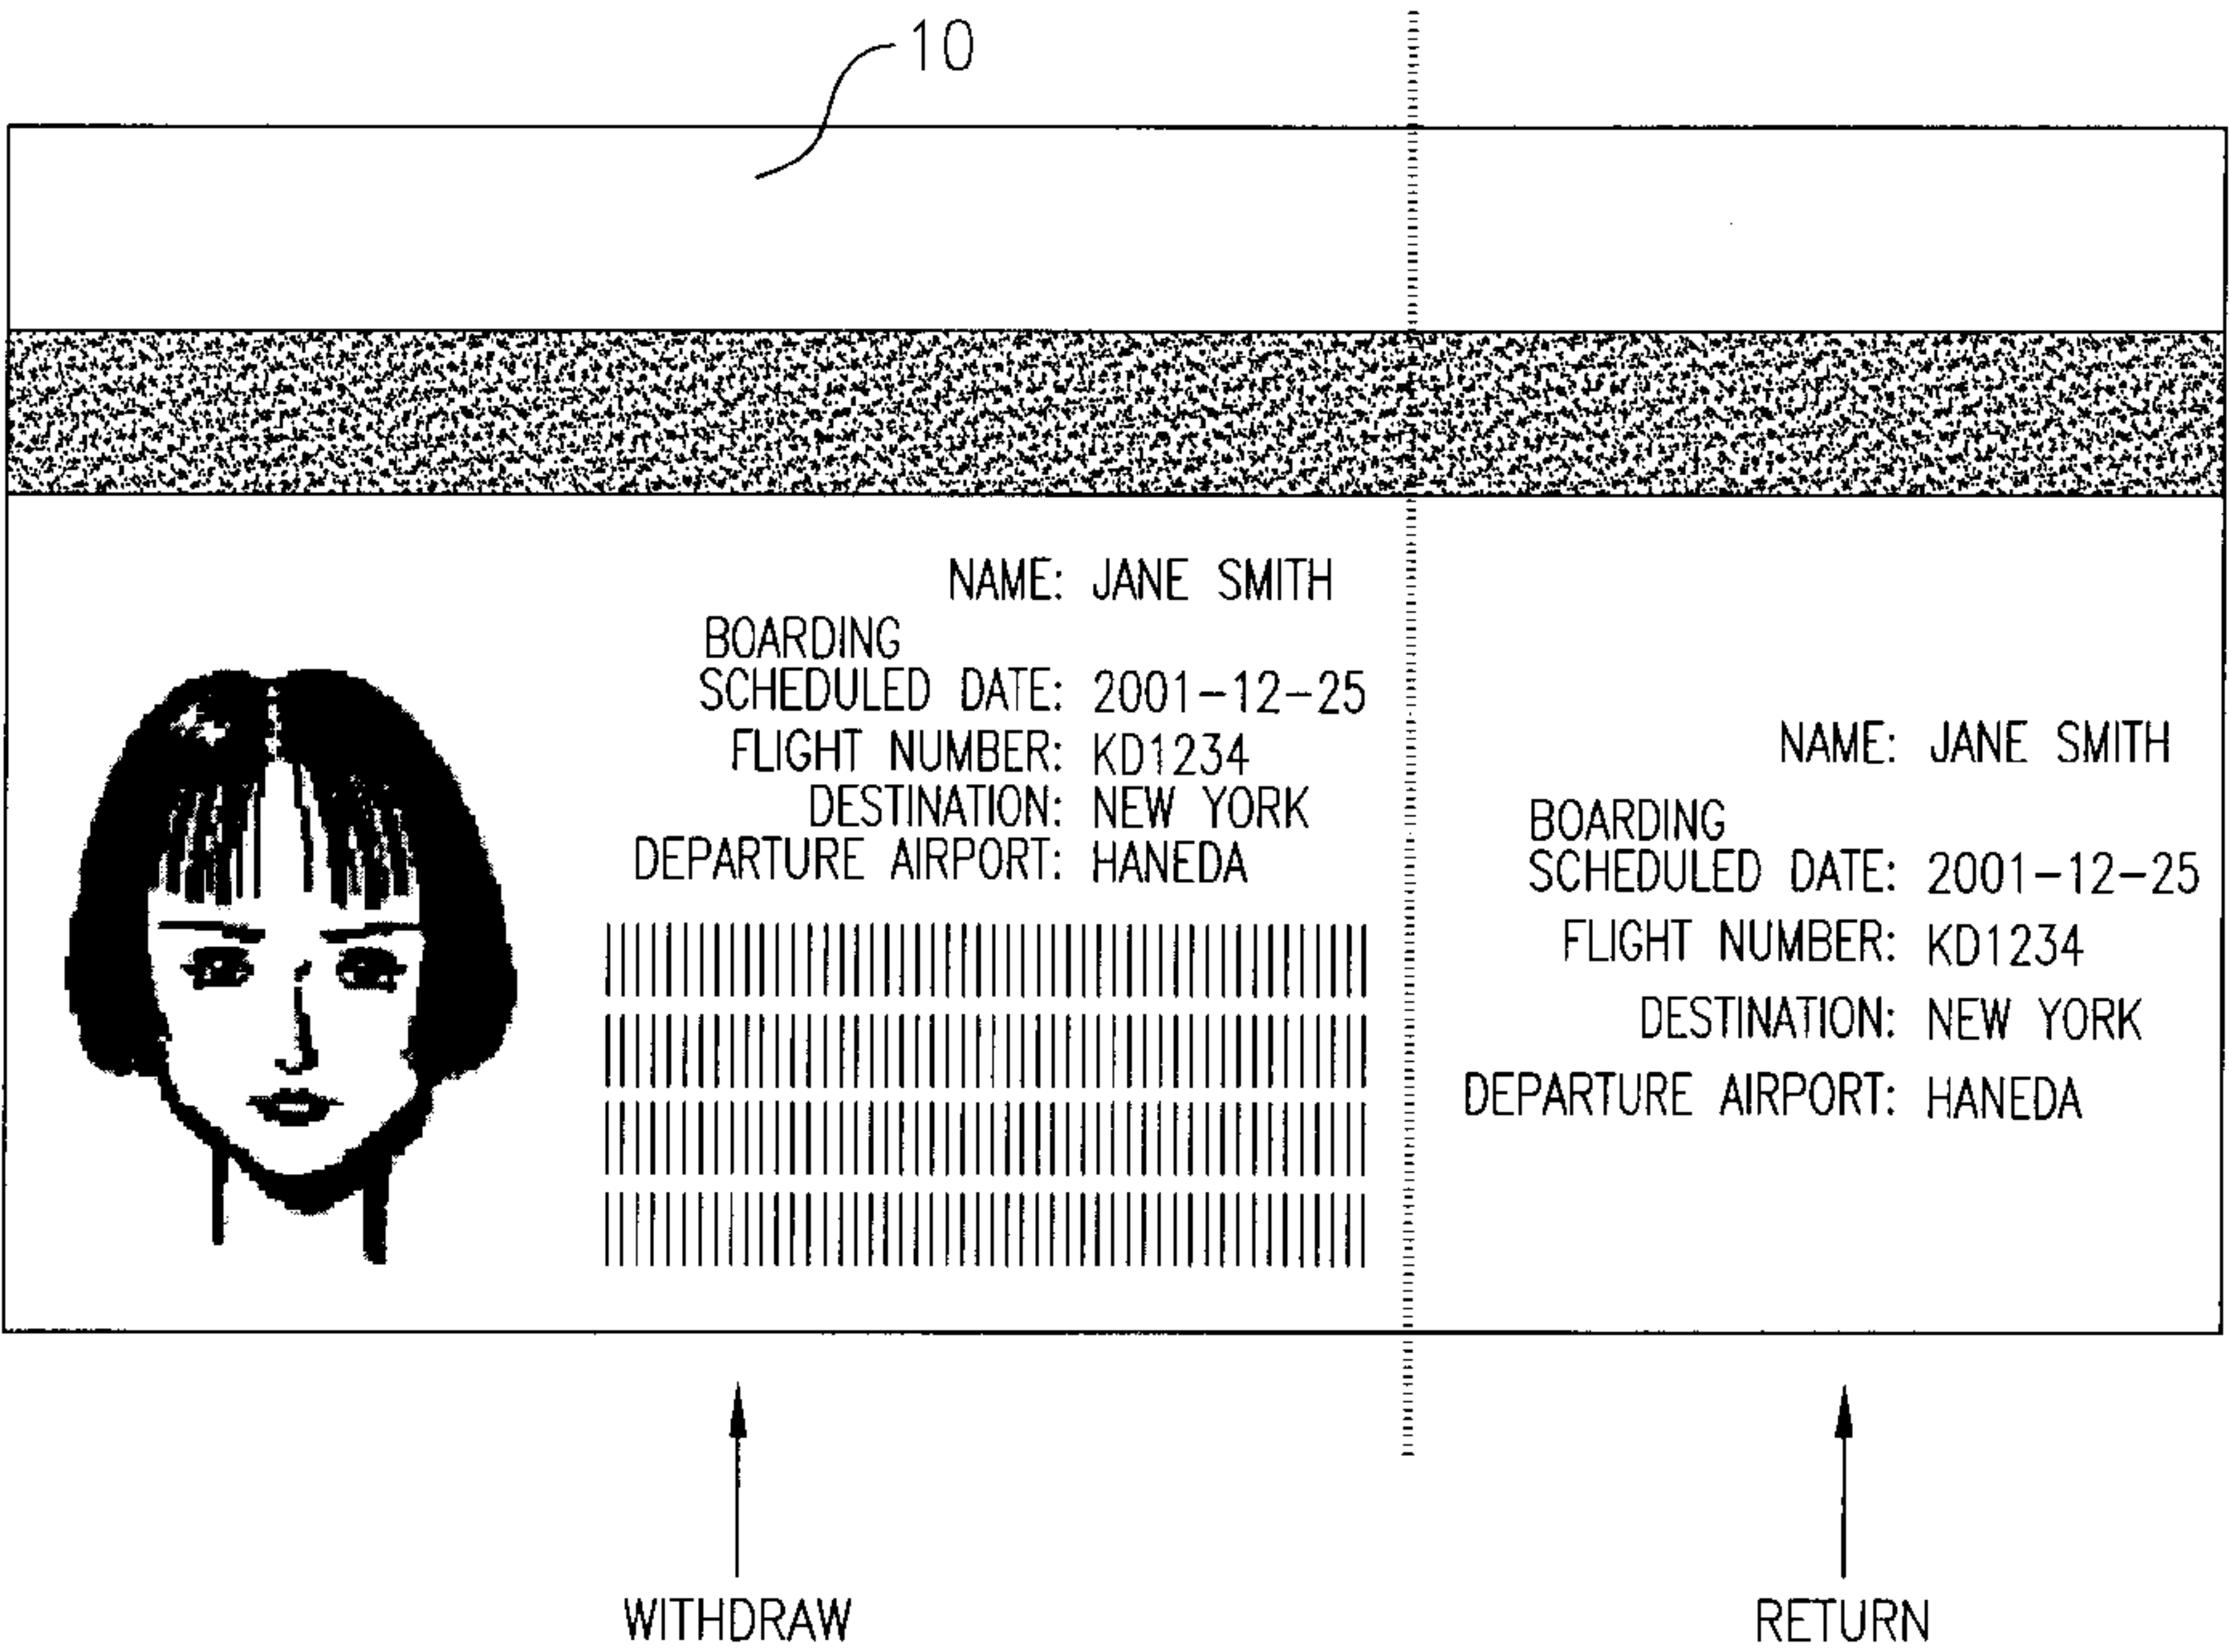 10
NAME: JANE SMITH
BOARDING
SCHEDULED DATE: 2001-12-25
FLIGHT NUMBER: KD1234
DESTINATION: NEW YORK
DEPARTURE AIRPORT: HANEDA
NAME: JANE SMITH
BOARDING
SCHEDULED DATE: 2001-12-25
FLIGHT NUMBER: KD1234
DESTINATION: NEW YORK
DEPARTURE AIRPORT: HANEDA
WITHDRAW
RETURN